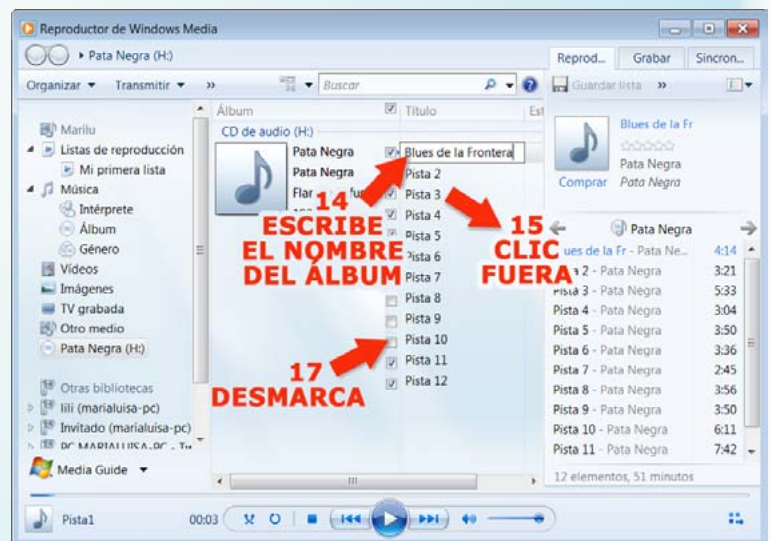 Reproductor de Windows Media
Pata Negra (H:)
Reprod... Grabar Sincron...
Organizar Transmitir » Buscar Guardar lista »
Marilu
Listas de reproducción
Mi primera lista
Música
Intérprete
Álbum
Género
Vídeos
Imágenes
TV grabada
Otro medio
Pata Negra (H:)
Otras bibliotecas
lili (marialuisa-pc)
Invitado (marialuisa-pc)
PC MARIALUISA-PC - Tu
Media Guide
Álbum Título Est
CD de audio (H:)
Pata Negra
Pata Negra
Blues de la Frontera
Pista 2
Pista 3
Pista 4
Pista 5
Pista 6
Pista 7
Pista 8
Pista 9
Pista 10
Pista 11
Pista 12
14
ESCRIBE
EL NOMBRE
DEL ÁLBUM
15
CLIC
FUERA
17
DESMARCA
Blues de la Fr
Pata Negra
Comprar Pata Negra
Pata Negra
ues de la Fr - Pata Ne... 4:14
2 - Pata Negra 3:21
Pista 3 - Pata Negra 5:33
Pista 4 - Pata Negra 3:04
Pista 5 - Pata Negra 3:50
Pista 6 - Pata Negra 3:36
Pista 7 - Pata Negra 2:45
Pista 8 - Pata Negra 3:56
Pista 9 - Pata Negra 3:50
Pista 10 - Pata Negra 6:11
Pista 11 - Pata Negra 7:42
12 elementos, 51 minutos
Pista1 00:03